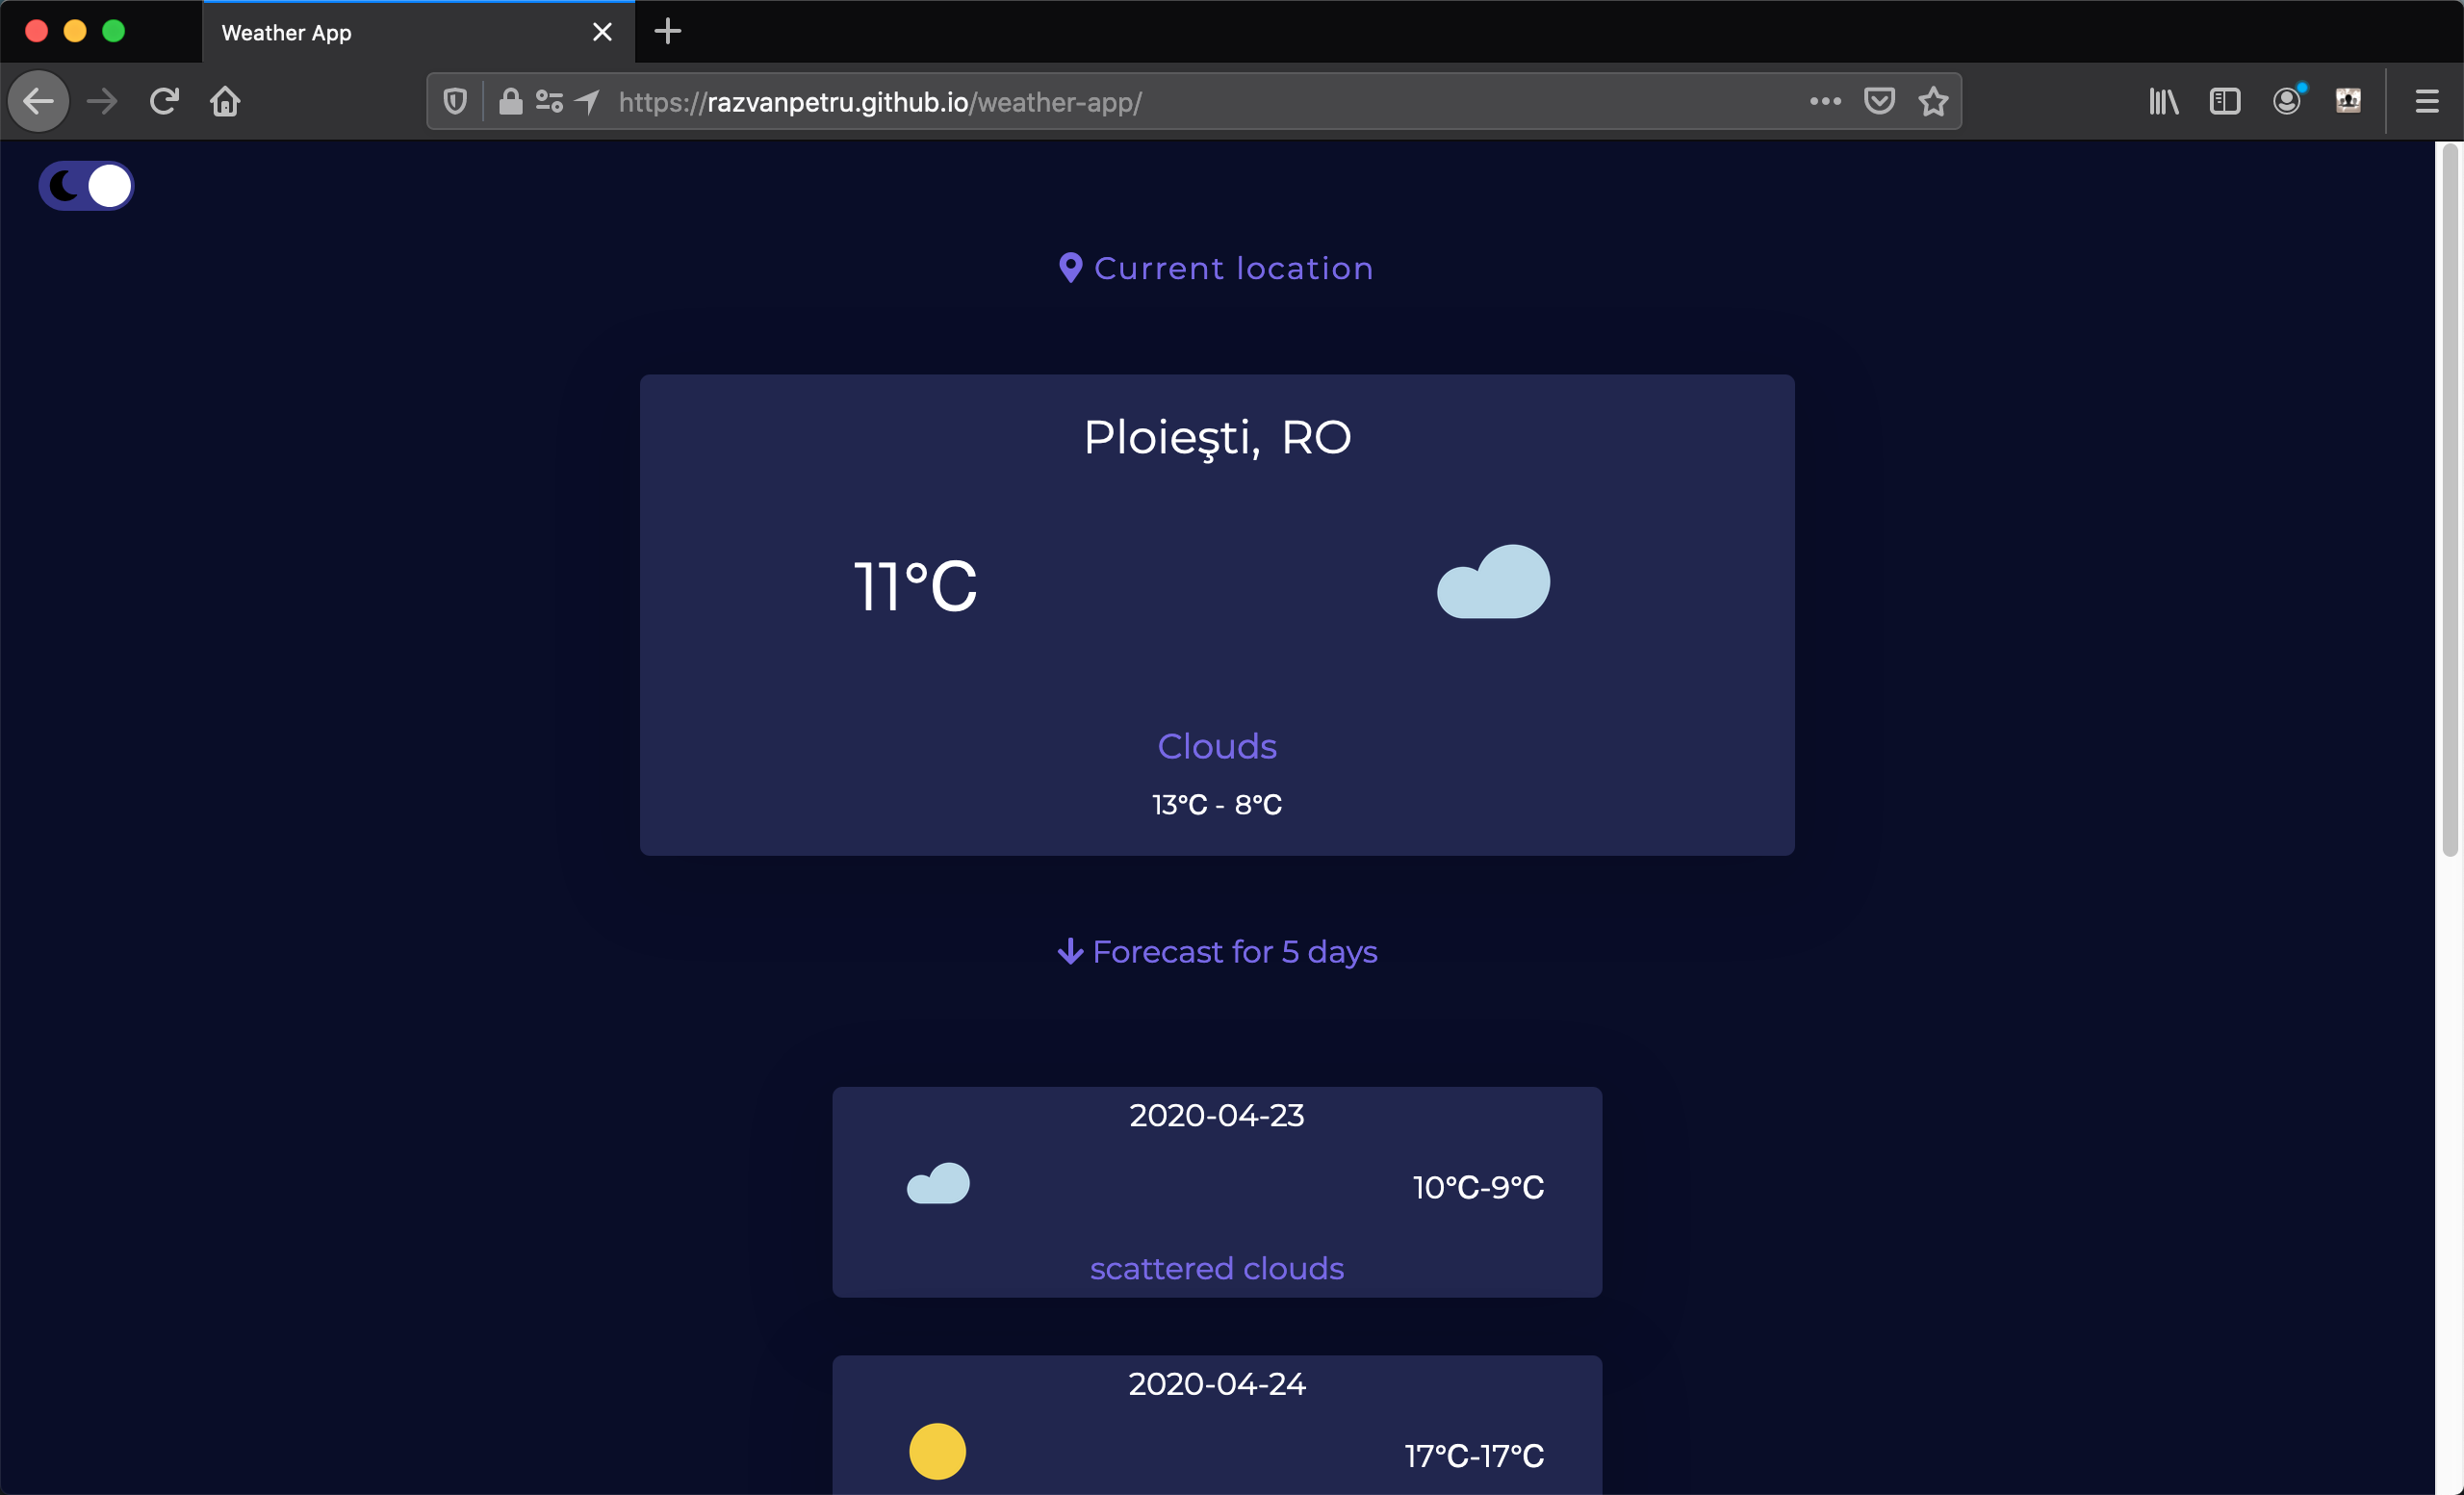 Weather App
https://razvanpetru.github.io/weather-app/
Current location
Ploieşti, RO
11°C
Clouds
13°C - 8°C
Forecast for 5 days
2020-04-23
10°C-9°C
scattered clouds
2020-04-24
17°C-17°C